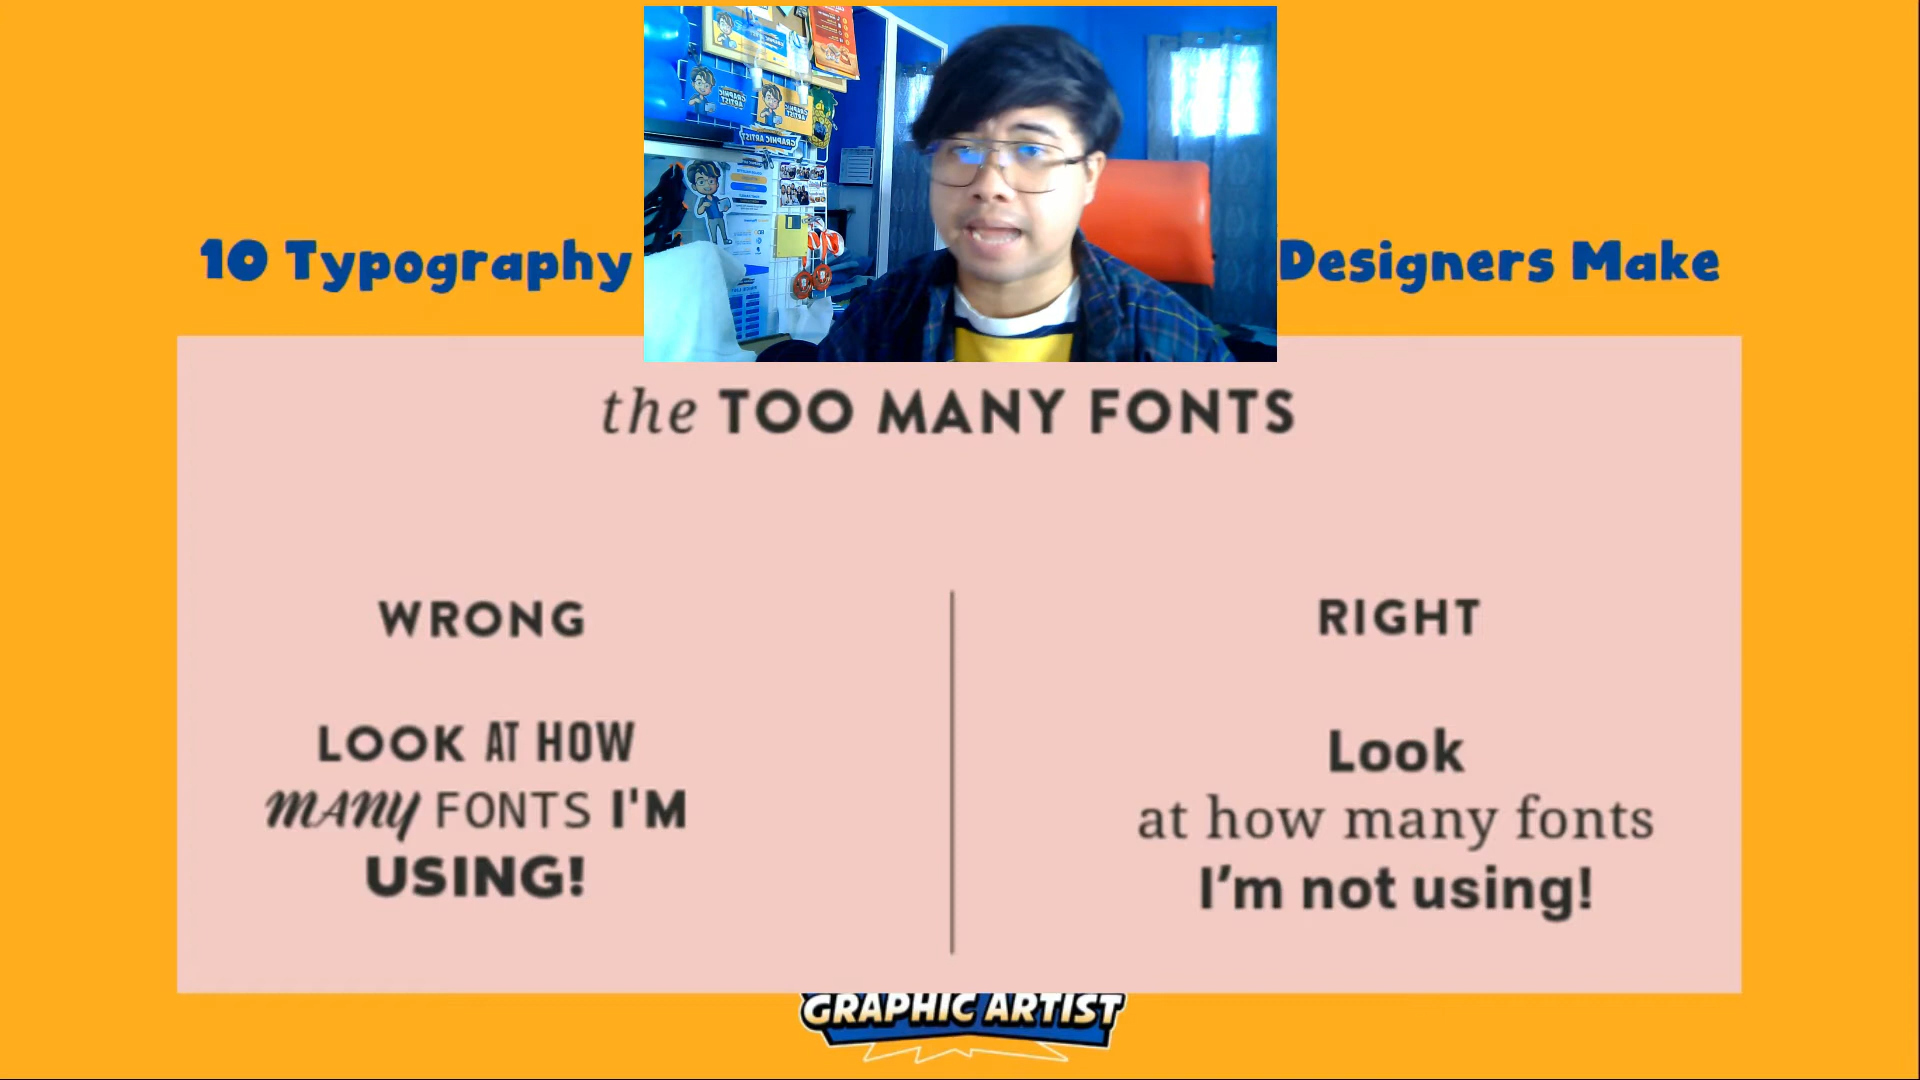 10 Typography
Designers Make
the TOO MANY FONTS
WRONG
RIGHT
LOOK AT HOW
MANY FONTS I'M
USING!
Look
at how many fonts
I’m not using!
GRAPHIC ARTIST